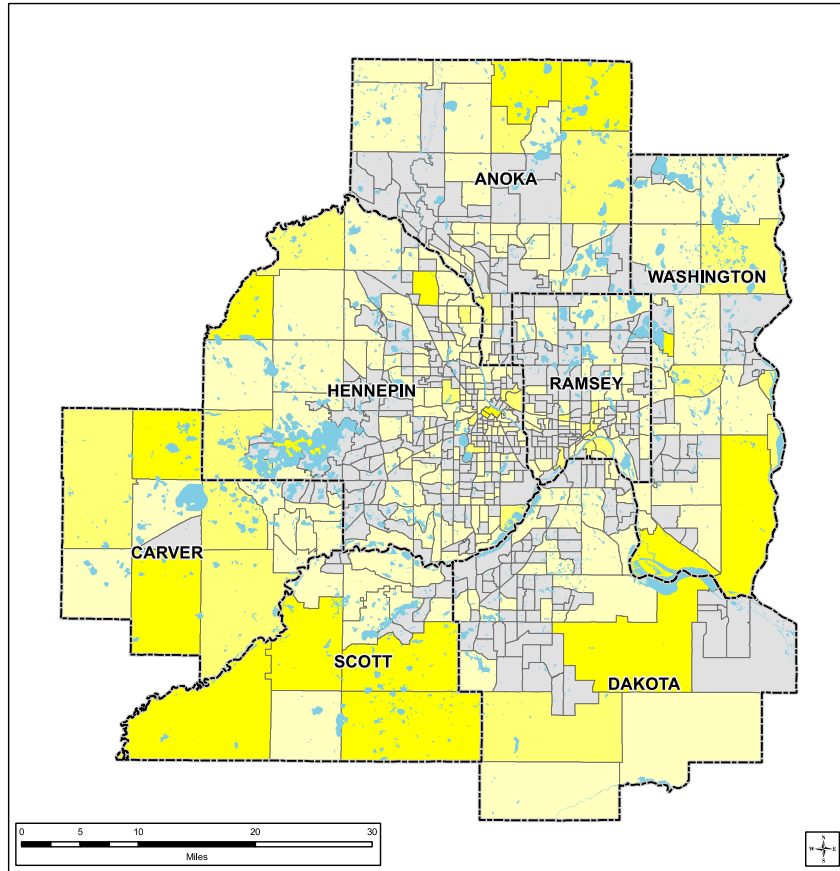 ANOKA
WASHINGTON
HENNEPIN
RAMSEY
CARVER
SCOTT
DAKOTA
0 5 10 20 30
Miles
N
W E
S